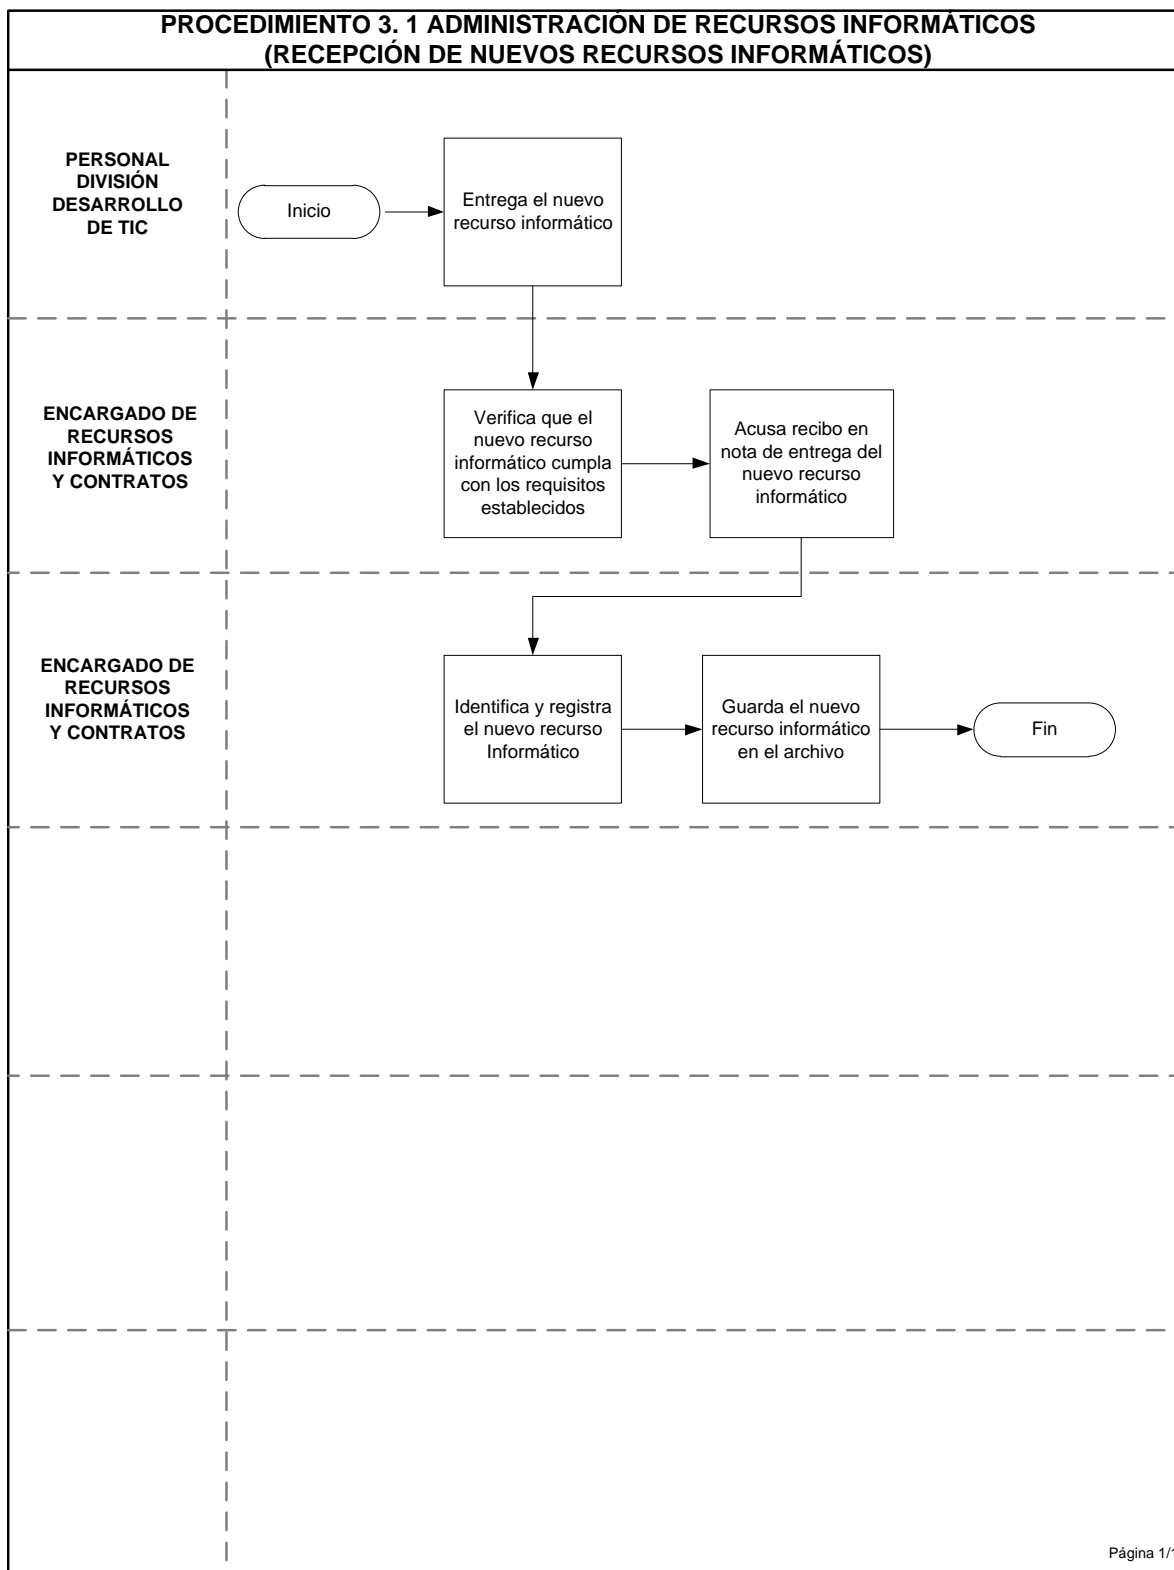 PROCEDIMIENTO 3. 1 ADMINISTRACIÓN DE RECURSOS INFORMÁTICOS
(RECEPCIÓN DE NUEVOS RECURSOS INFORMÁTICOS)
PERSONAL
DIVISIÓN
DESARROLLO
DE TIC
Inicio
Entrega el nuevo
recurso informático
ENCARGADO DE
RECURSOS
INFORMÁTICOS
Y CONTRATOS
Verifica que el
nuevo recurso
informático cumpla
con los requisitos
establecidos
Acusa recibo en
nota de entrega del
nuevo recurso
informático
ENCARGADO DE
RECURSOS
INFORMÁTICOS
Y CONTRATOS
Identifica y registra
el nuevo recurso
Informático
Guarda el nuevo
recurso informático
en el archivo
Fin
Página 1/1